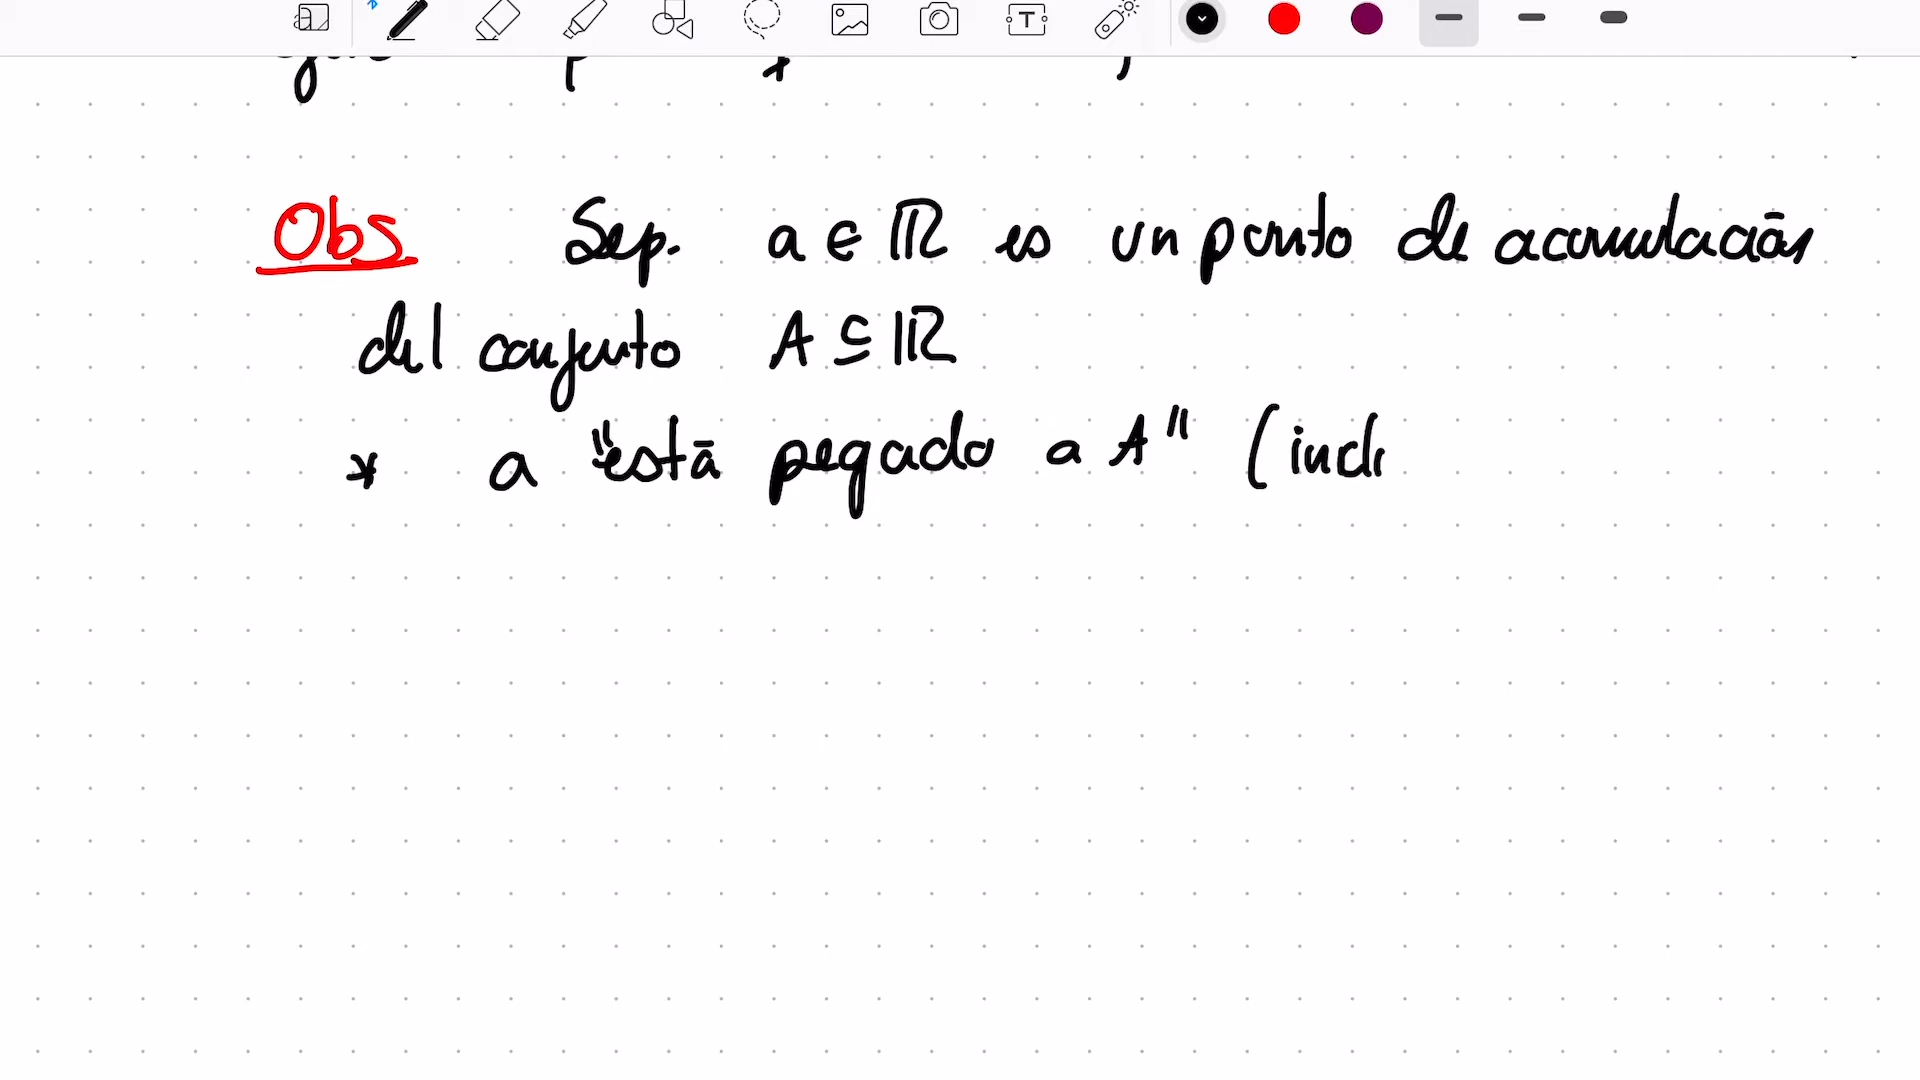 Obs Sup. a ∈ ℝ es un punto de acumulación
del conjunto A ⊆ ℝ
* a "está pegado a A" (incl